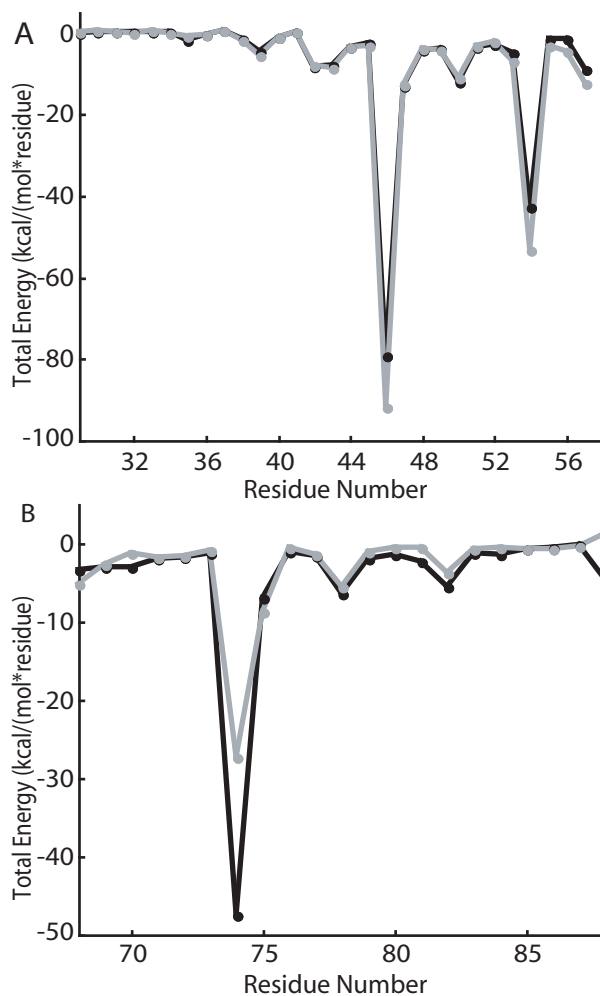 A
0
-20
-40
-60
-80
-100
Total Energy (kcal/(mol*residue)
32 36 40 44 48 52 56
Residue Number
B
0
-10
-20
-30
-40
-50
Total Energy (kcal/(mol*residue)
70 75 80 85
Residue Number